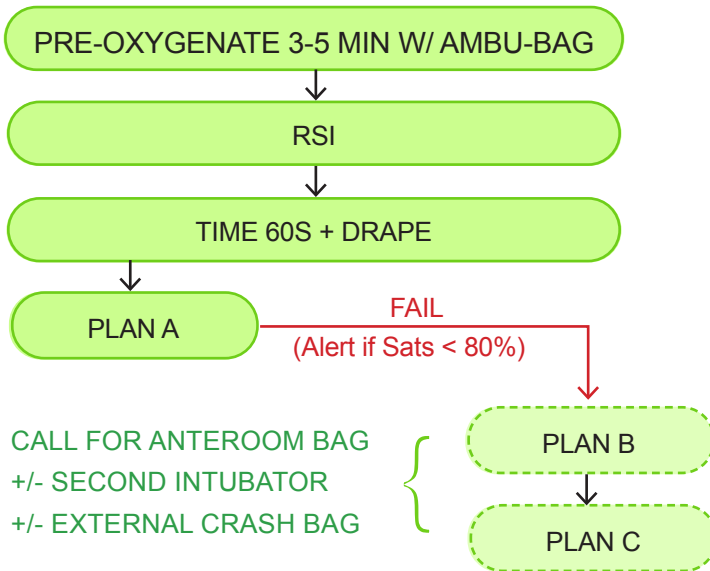 PRE-OXYGENATE 3-5 MIN W/ AMBU-BAG
RSI
TIME 60S + DRAPE
PLAN A
FAIL
(Alert if Sats < 80%)
CALL FOR ANTEROOM BAG
+/- SECOND INTUBATOR
+/- EXTERNAL CRASH BAG
PLAN B
PLAN C